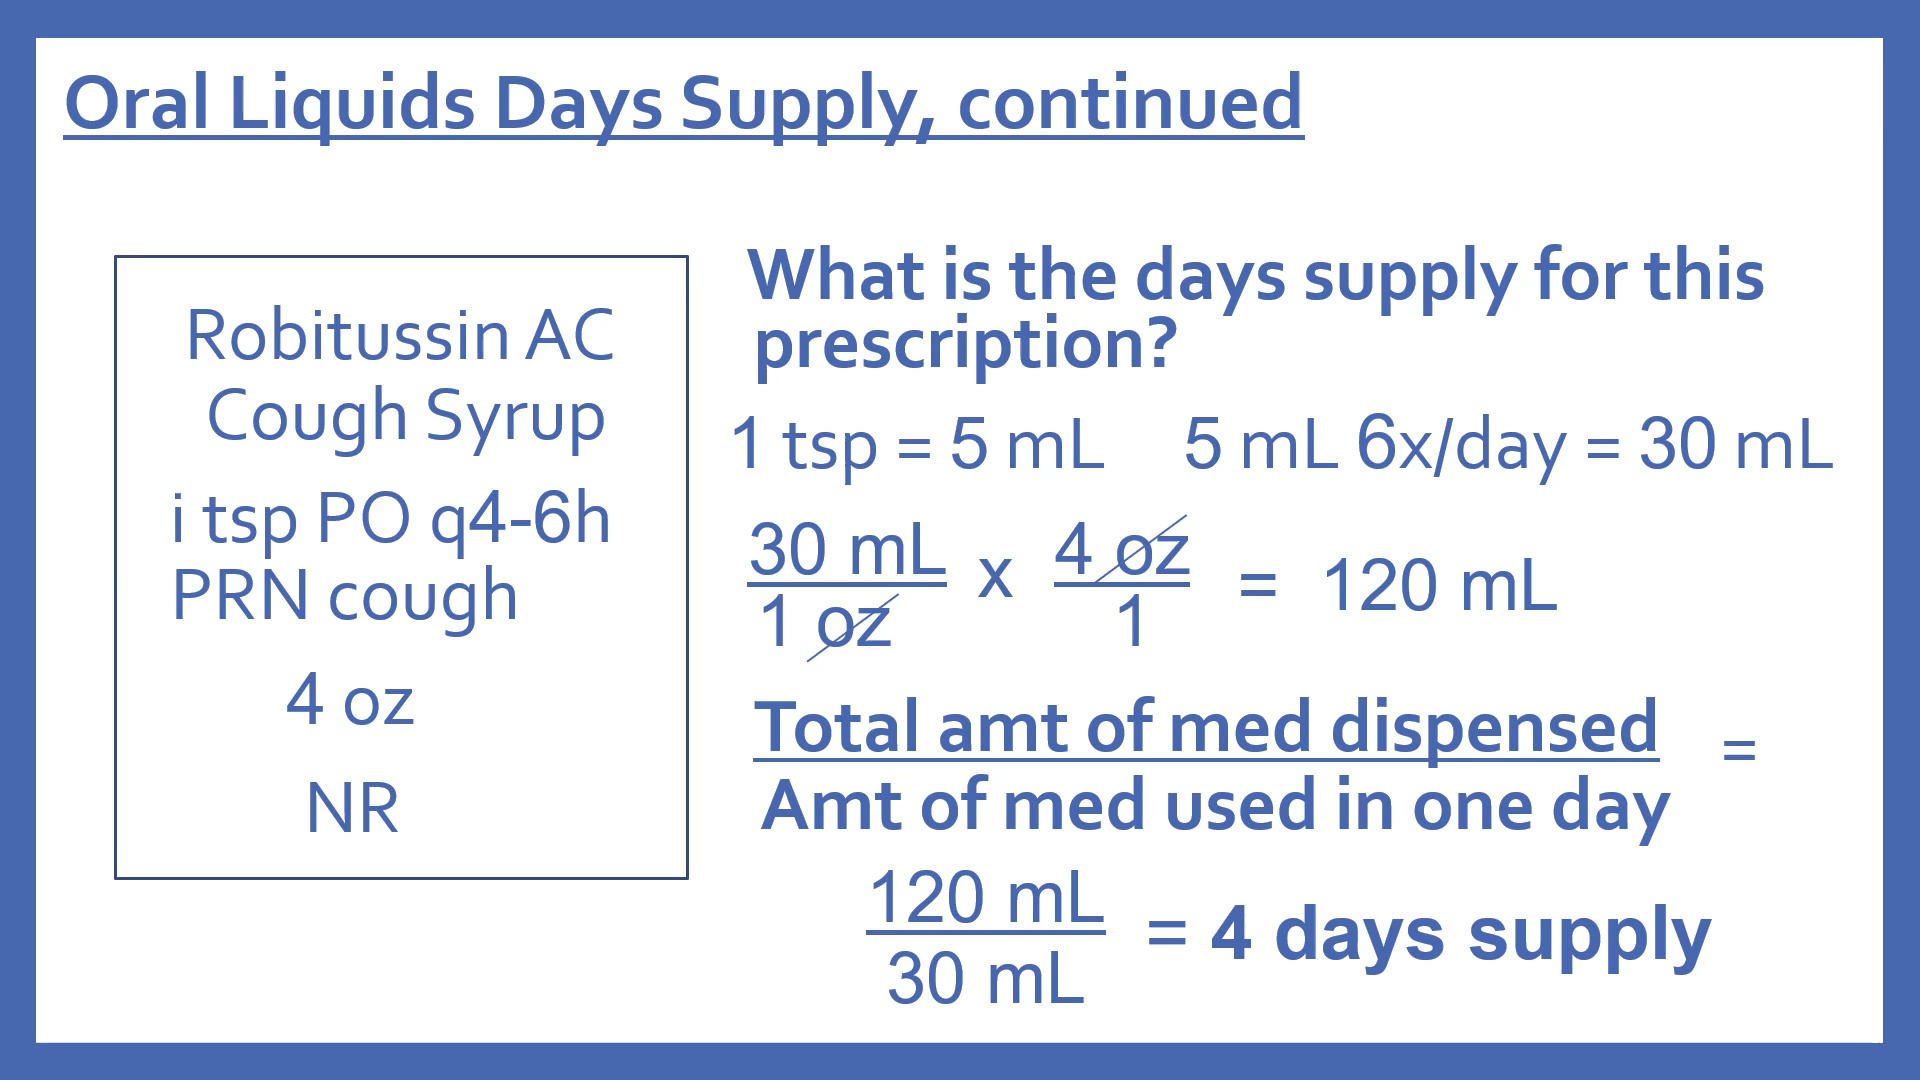 Oral Liquids Days Supply, continued
Robitussin AC
Cough Syrup
i tsp PO q4-6h
PRN cough
4 oz
NR
What is the days supply for this
prescription?
1 tsp = 5 mL 5 mL 6x/day = 30 mL
30 mL x 4 oz = 120 mL
1 oz 1
Total amt of med dispensed =
Amt of med used in one day
120 mL = 4 days supply
30 mL